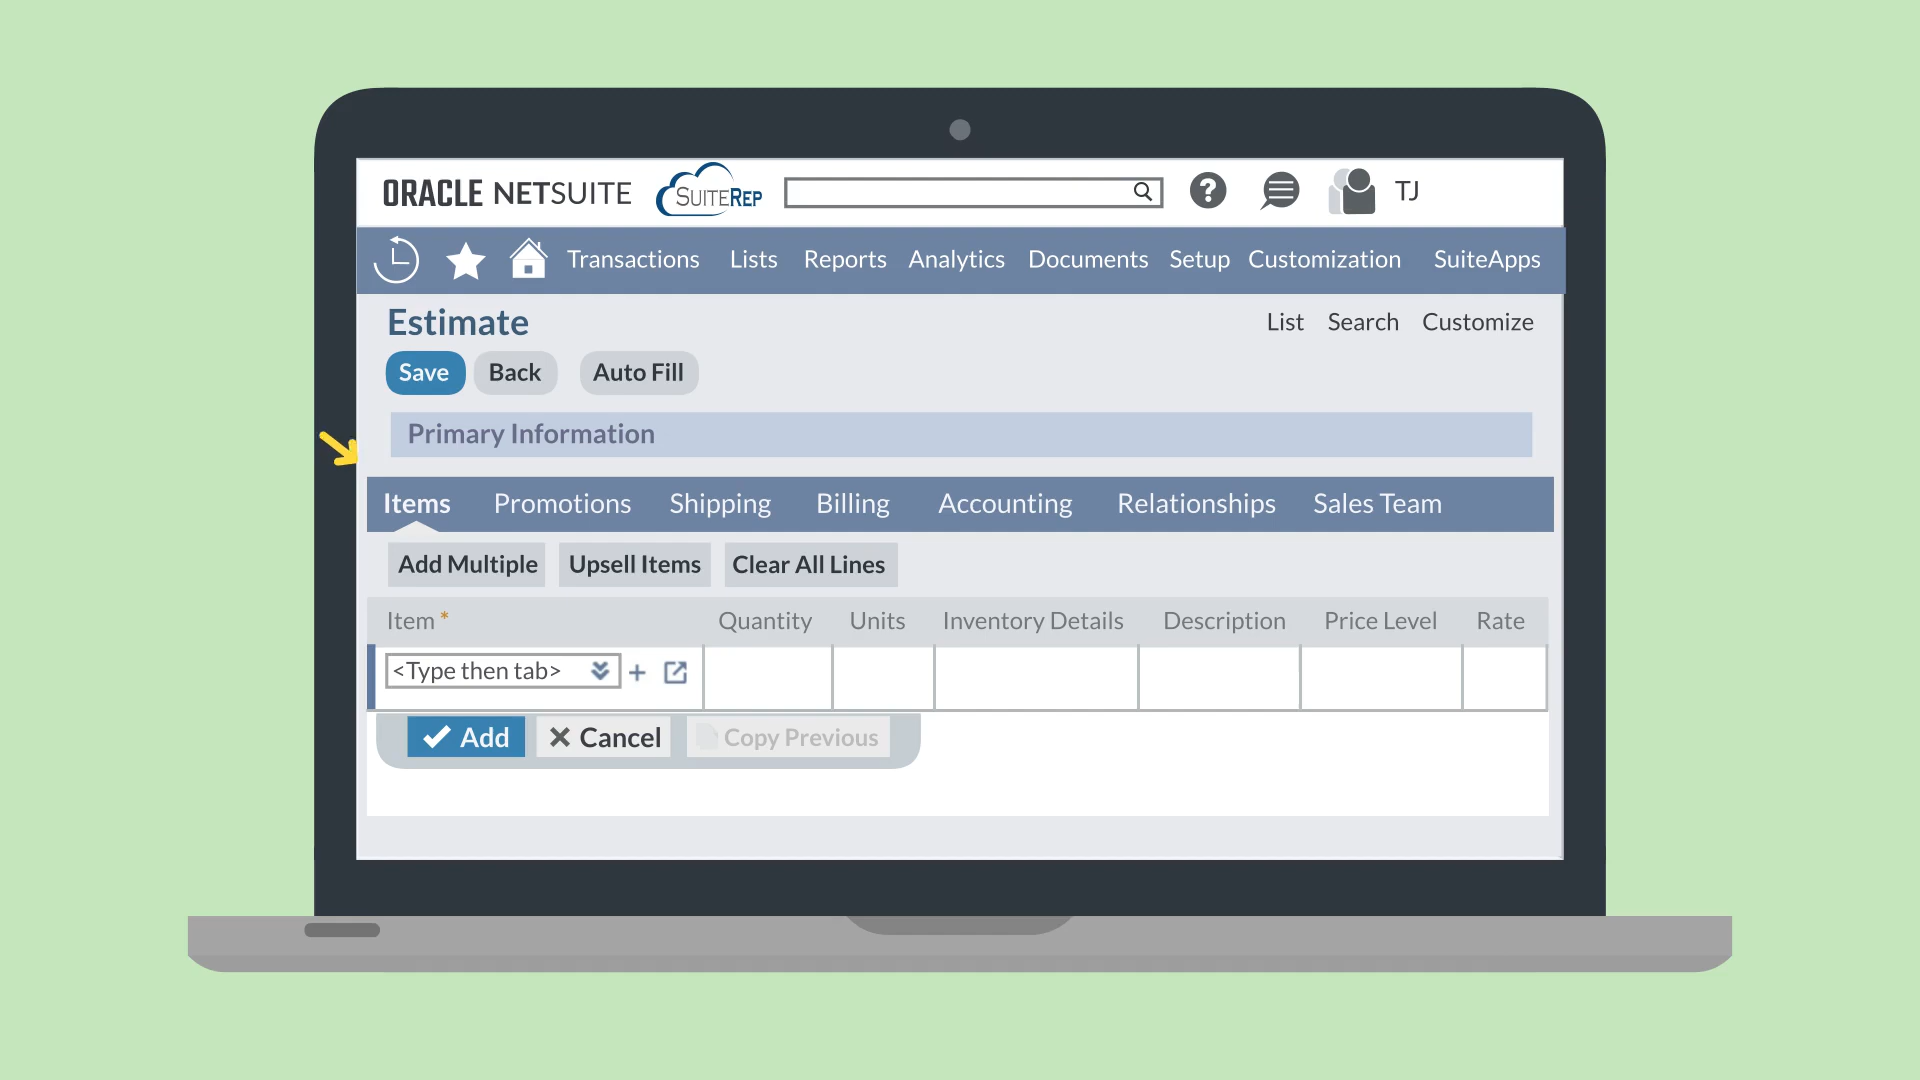 ORACLE NETSUITE SUITEREP ? TJ
Transactions Lists Reports Analytics Documents Setup Customization SuiteApps
Estimate List Search Customize
Save Back Auto Fill
Primary Information
Items Promotions Shipping Billing Accounting Relationships Sales Team
Add Multiple Upsell Items Clear All Lines
Item * Quantity Units Inventory Details Description Price Level Rate
<Type then tab> +
Add Cancel Copy Previous